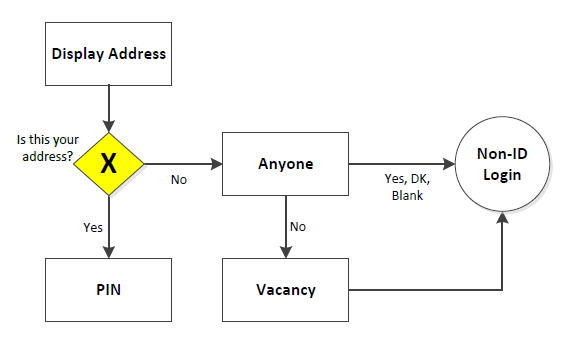 Display Address
Is this your
address?
X
No
Anyone
Yes, DK,
Blank
Non-ID
Login
Yes
No
PIN
Vacancy